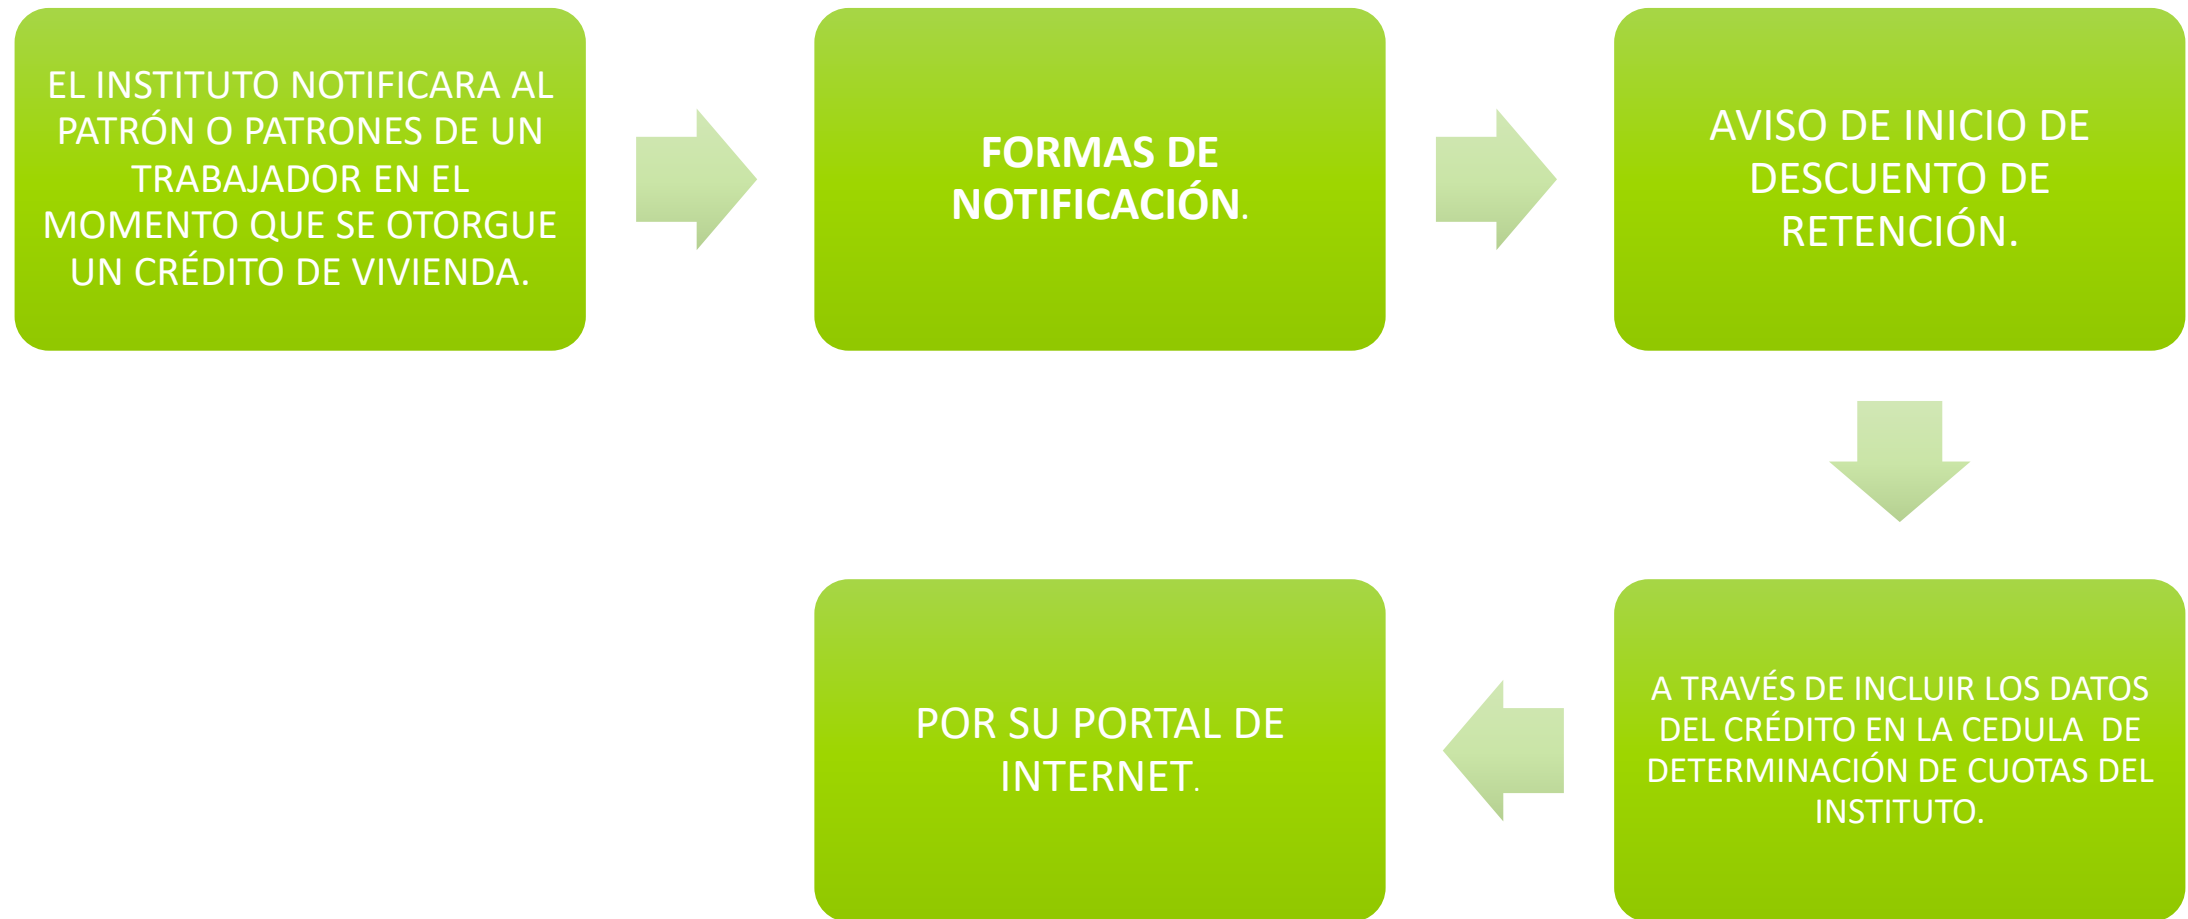 EL INSTITUTO NOTIFICARA AL
PATRÓN O PATRONES DE UN
TRABAJADOR EN EL
MOMENTO QUE SE OTORGUE
UN CRÉDITO DE VIVIENDA.
FORMAS DE
NOTIFICACIÓN.
AVISO DE INICIO DE
DESCUENTO DE
RETENCIÓN.
A TRAVÉS DE INCLUIR LOS DATOS
DEL CRÉDITO EN LA CEDULA  DE
DETERMINACIÓN DE CUOTAS DEL
INSTITUTO.
POR SU PORTAL DE
INTERNET.